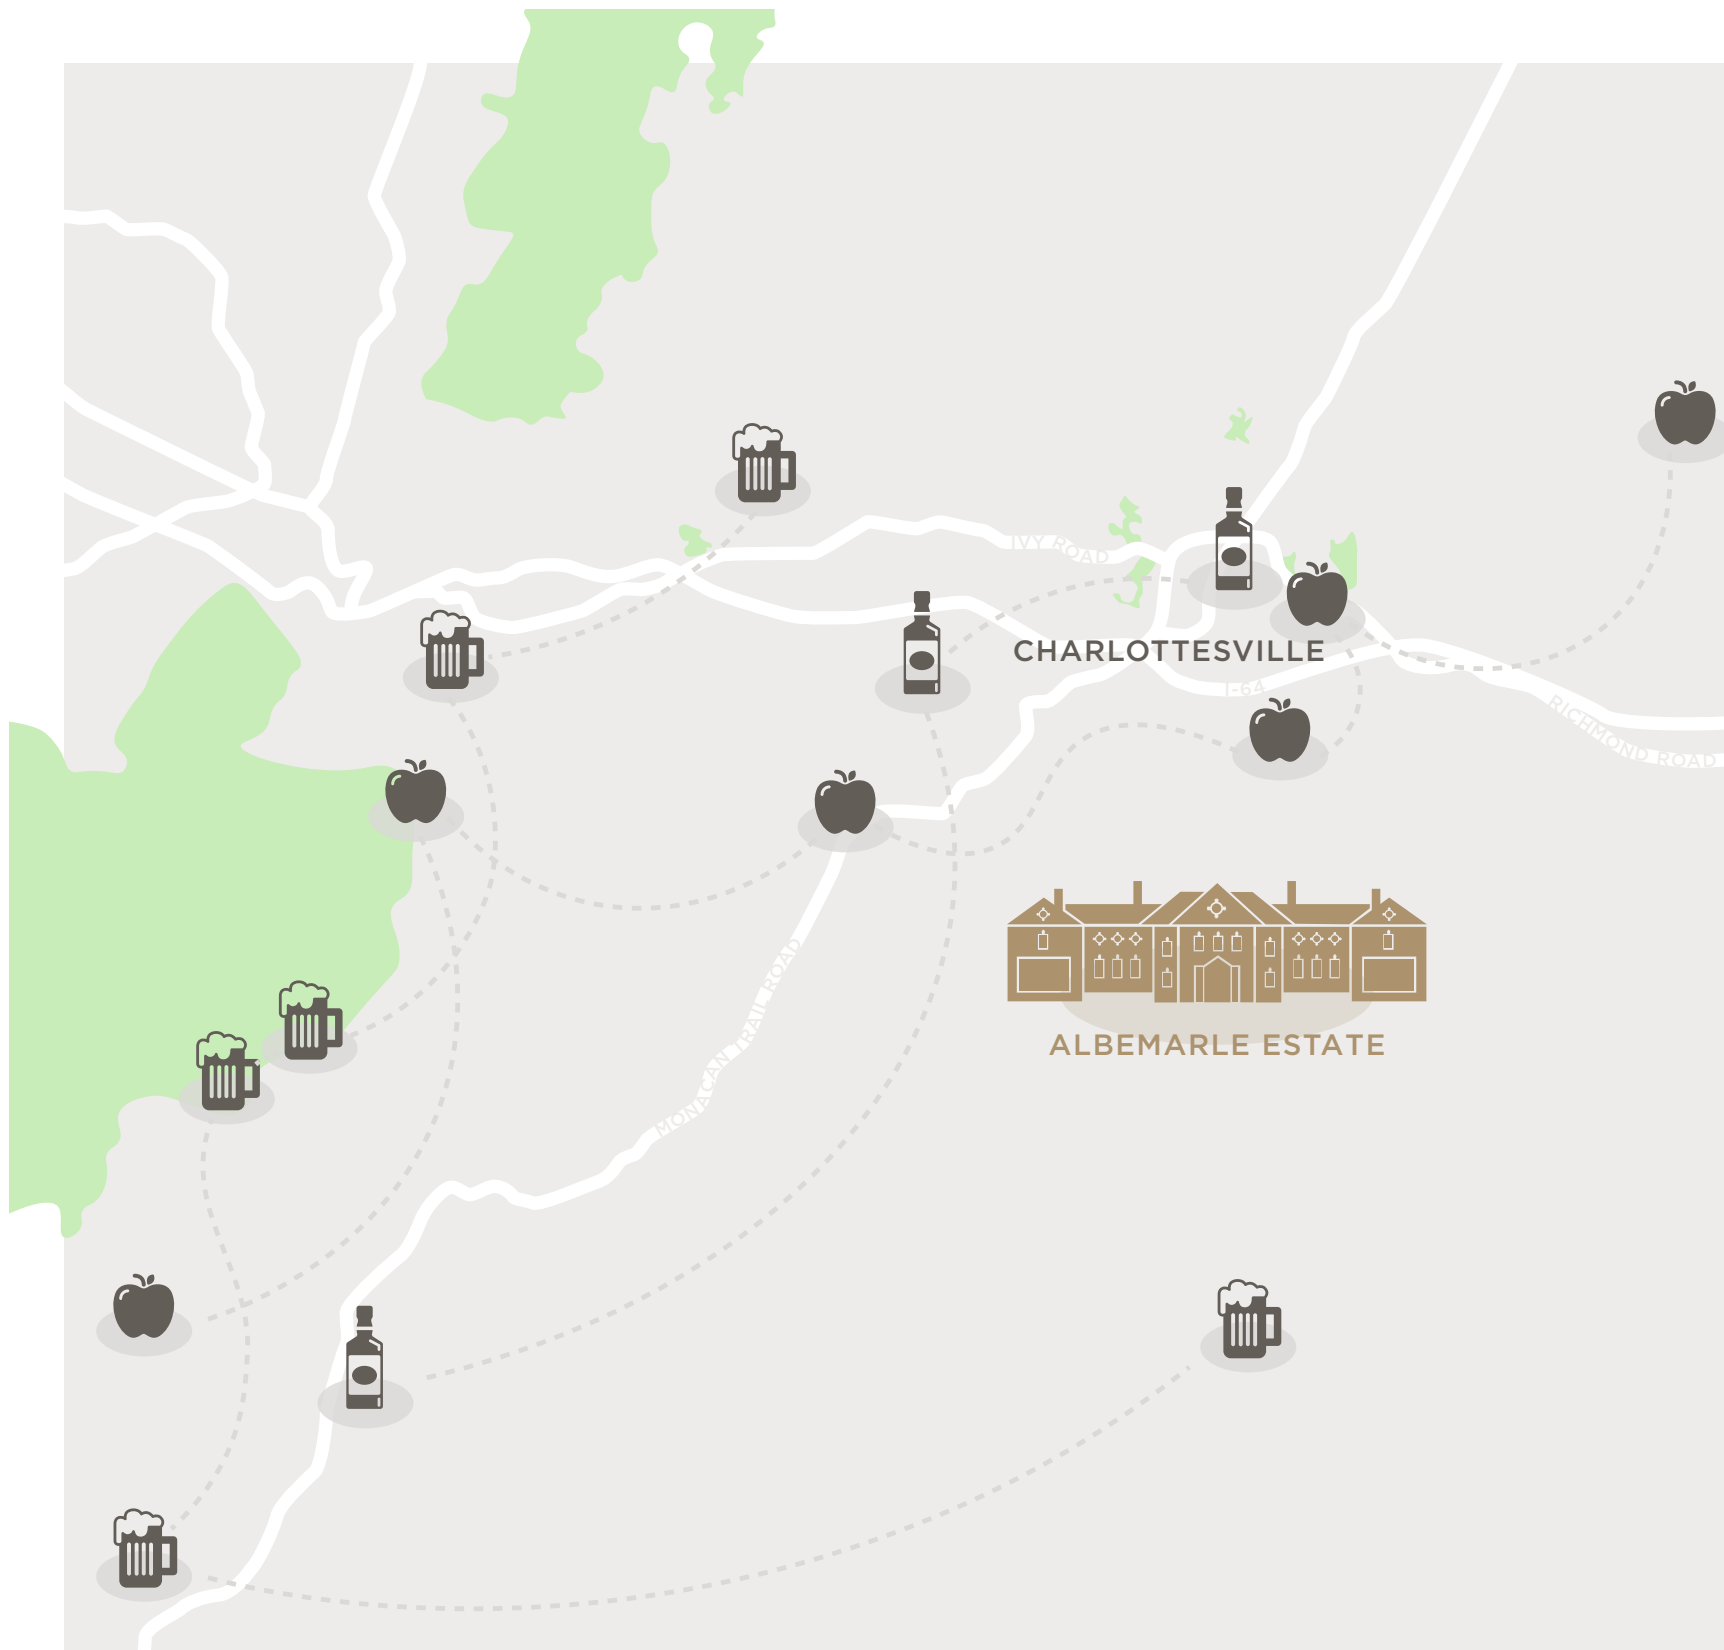 IVY ROAD
CHARLOTTESVILLE
I-64
RICHMOND ROAD
MONACAN TRAIL ROAD
ALBEMARLE ESTATE